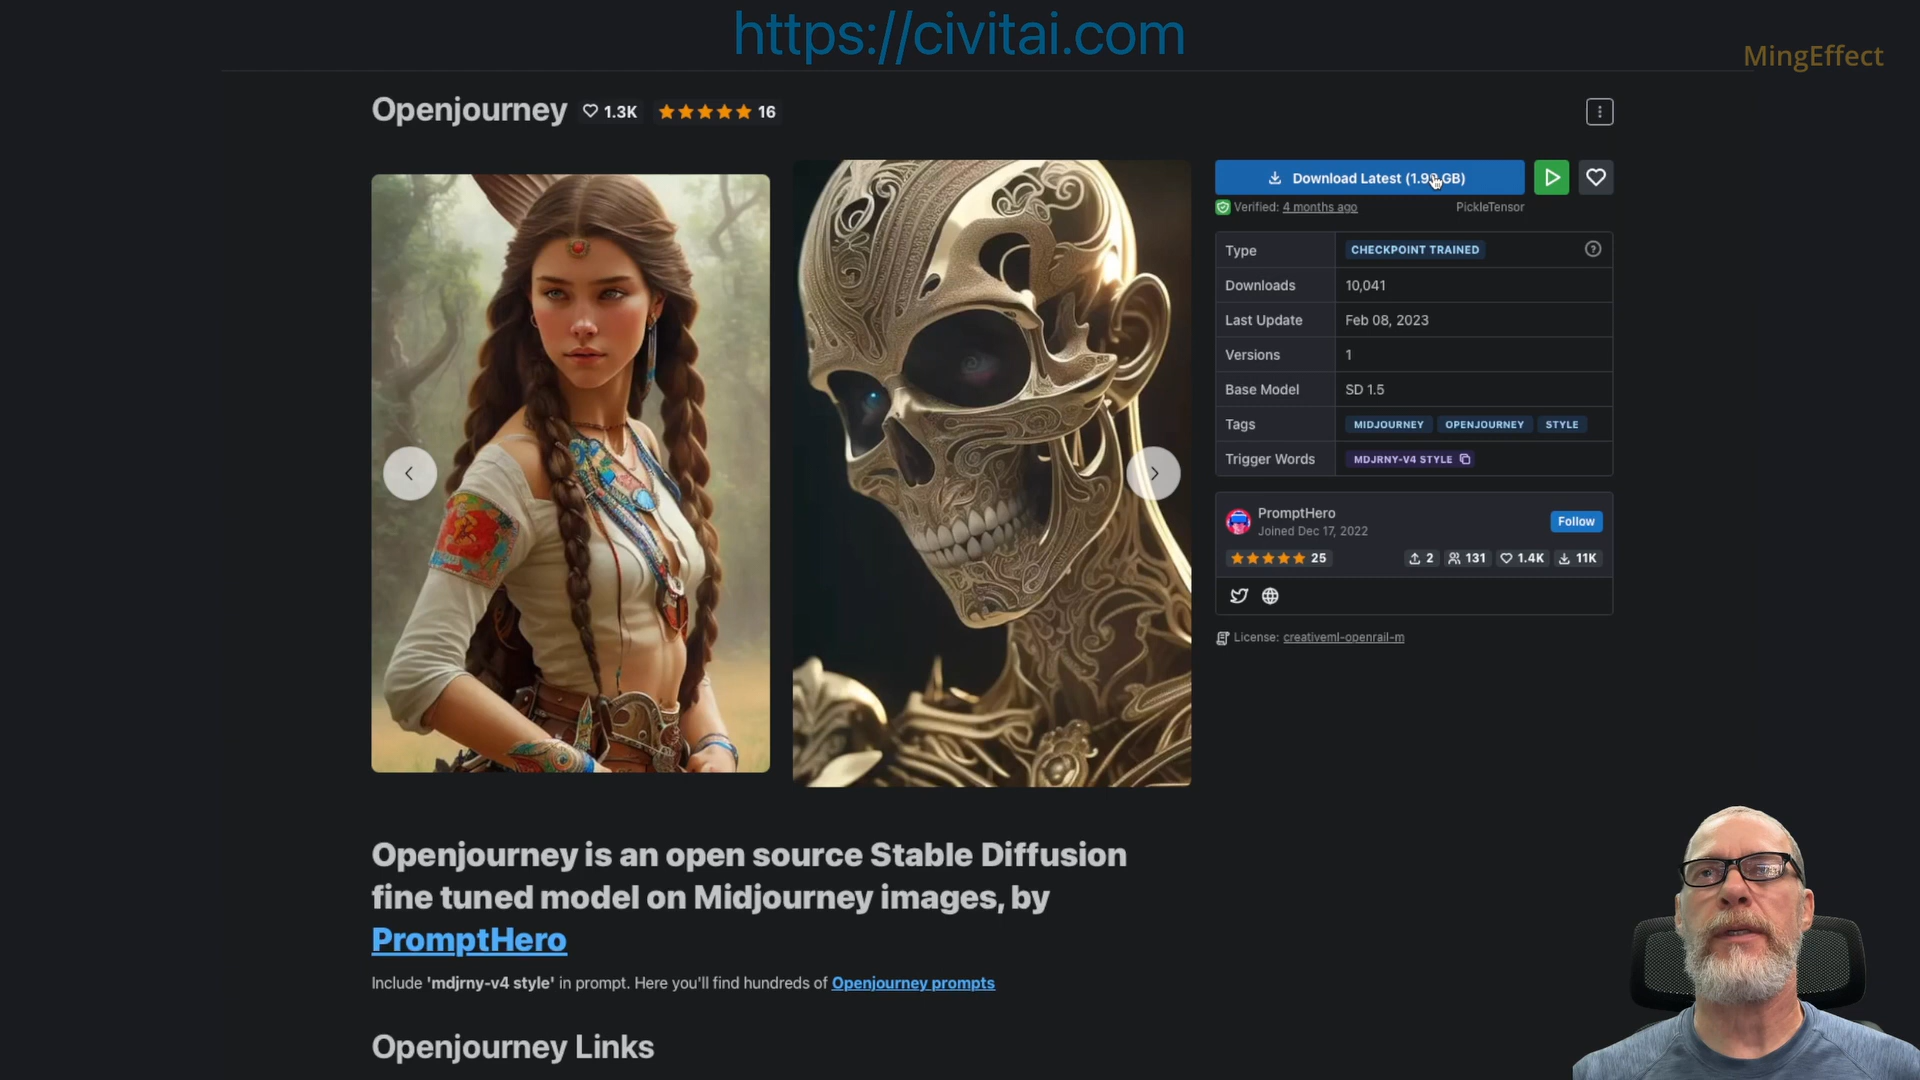 https://civitai.com
MingEffect
Openjourney 1.3K 16
Download Latest (1.99 GB)
Verified: 4 months ago PickleTensor
Type CHECKPOINT TRAINED
Downloads 10,041
Last Update Feb 08, 2023
Versions 1
Base Model SD 1.5
Tags MIDJOURNEY OPENJOURNEY STYLE
Trigger Words MDJRNY-V4 STYLE
PromptHero
Joined Dec 17, 2022
Follow
25 2 131 1.4K 11K
License: creativeml-openrail-m
Openjourney is an open source Stable Diffusion
fine tuned model on Midjourney images, by
PromptHero
Include 'mdjrny-v4 style' in prompt. Here you'll find hundreds of Openjourney prompts
Openjourney Links